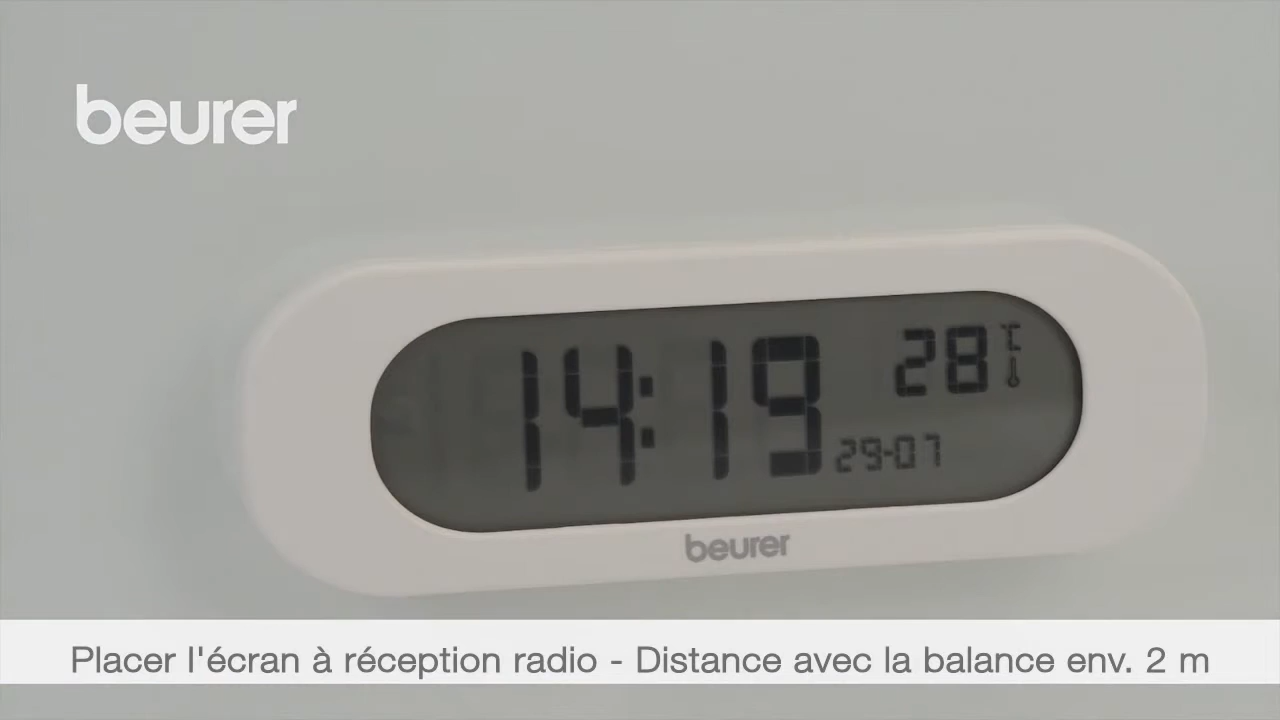 beurer
14:19
28 °C
29-07
beurer
Placer l'écran à réception radio - Distance avec la balance env. 2 m